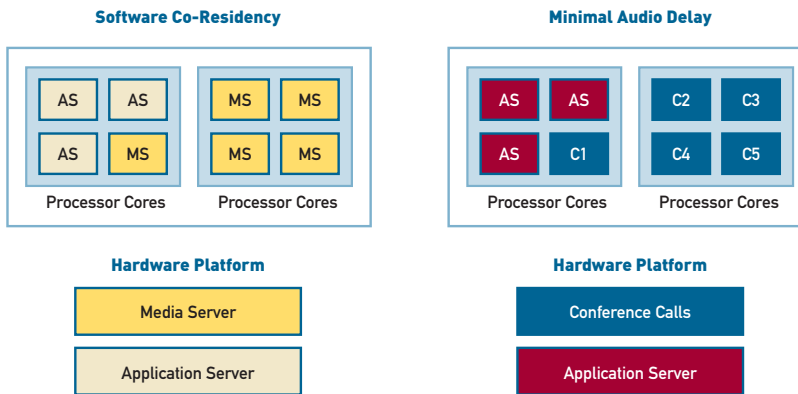 Software Co-Residency
AS AS
AS MS
Processor Cores
MS MS
MS MS
Processor Cores
Hardware Platform
Media Server
Application Server
Minimal Audio Delay
AS AS
AS C1
Processor Cores
C2 C3
C4 C5
Processor Cores
Hardware Platform
Conference Calls
Application Server